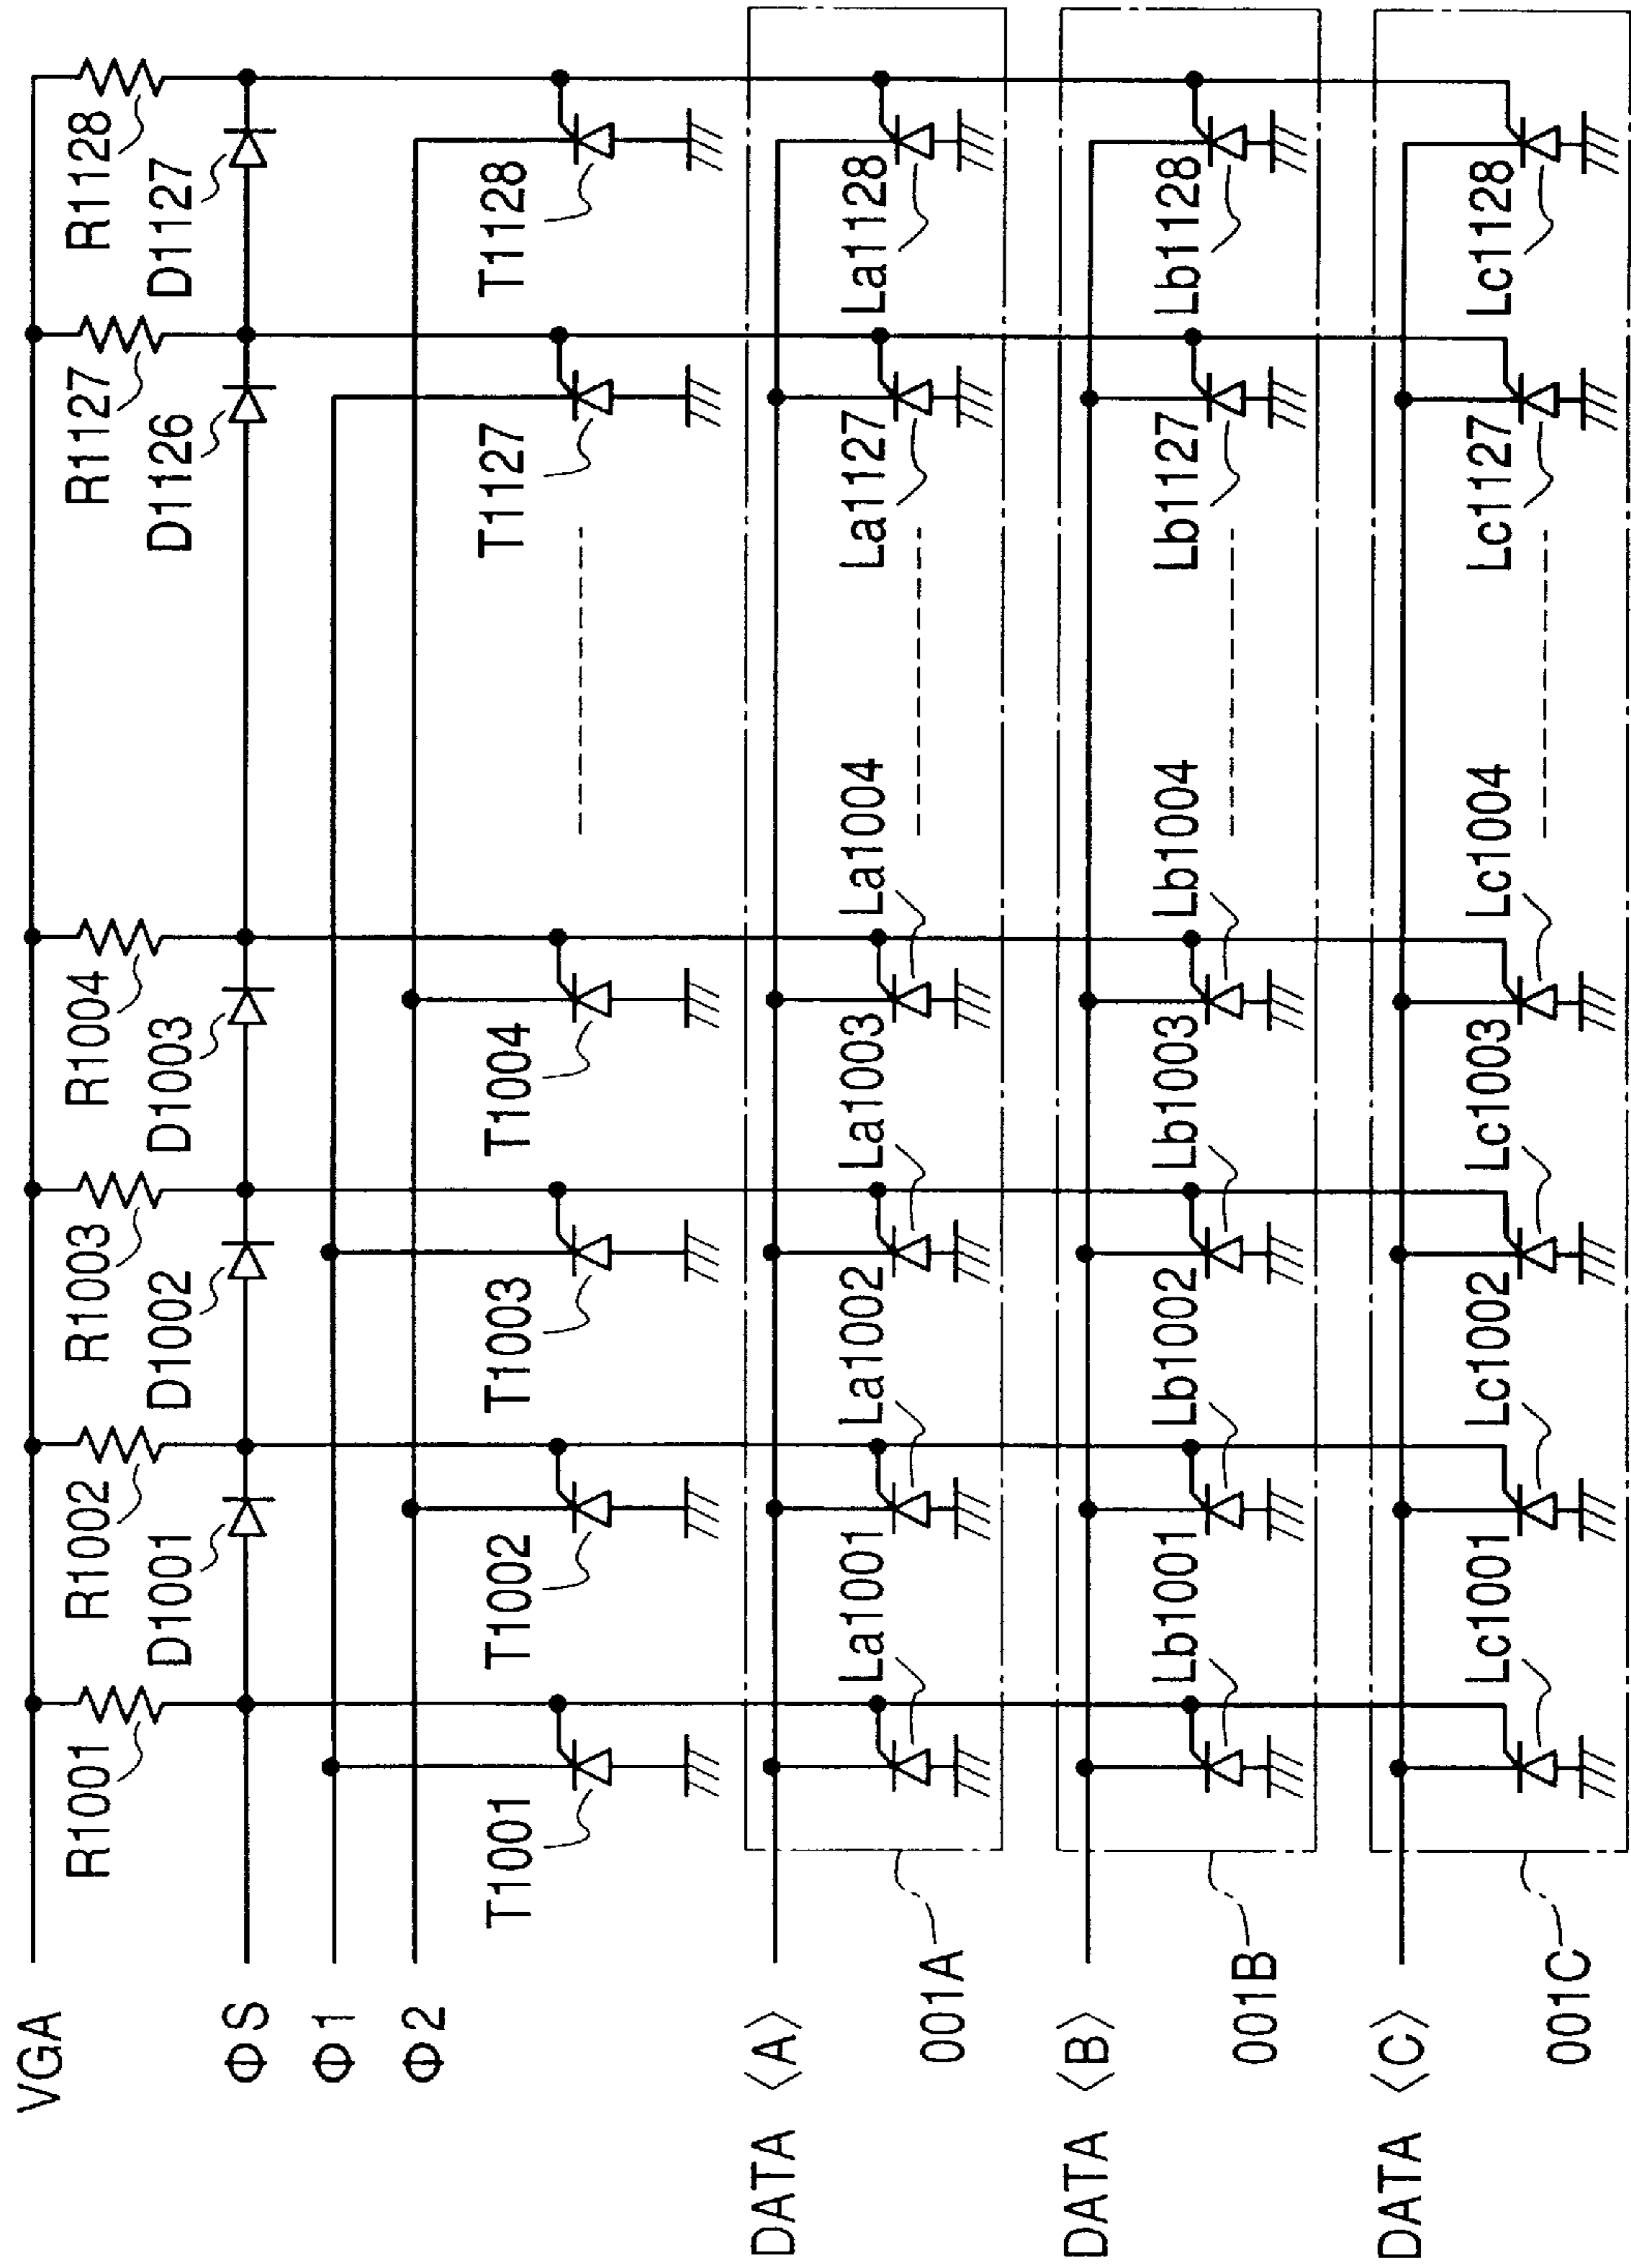 VGA
R1001
R1002
R1003
R1004
R1127
R1128
D1001
D1002
D1003
D1126
D1127
ΦS
Φ1
Φ2
T1001
T1002
T1003
T1004
T1127
T1128
DATA 〈A〉
La1001
La1002
La1003
La1004
La1127
La1128
001A
DATA 〈B〉
Lb1001
Lb1002
Lb1003
Lb1004
Lb1127
Lb1128
001B
DATA 〈C〉
Lc1001
Lc1002
Lc1003
Lc1004
Lc1127
Lc1128
001C